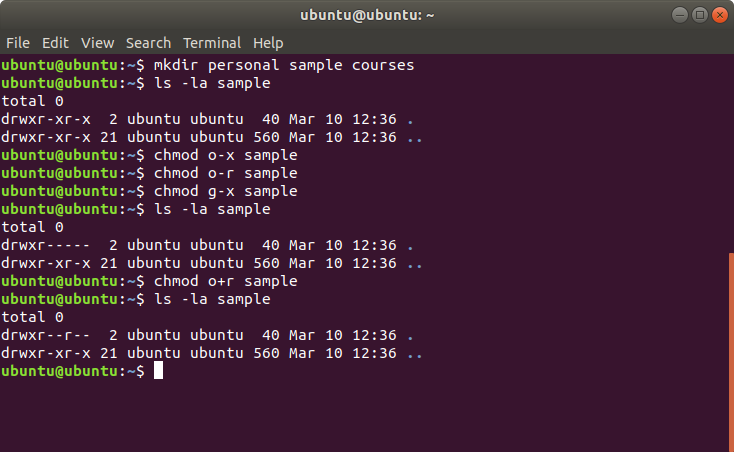 ubuntu@ubuntu: ~
File Edit View Search Terminal Help
ubuntu@ubuntu:~$ mkdir personal sample courses
ubuntu@ubuntu:~$ ls -la sample
total 0
drwxr-xr-x  2 ubuntu ubuntu  40 Mar 10 12:36 .
drwxr-xr-x 21 ubuntu ubuntu 560 Mar 10 12:36 ..
ubuntu@ubuntu:~$ chmod o-x sample
ubuntu@ubuntu:~$ chmod o-r sample
ubuntu@ubuntu:~$ chmod g-x sample
ubuntu@ubuntu:~$ ls -la sample
total 0
drwxr-----  2 ubuntu ubuntu  40 Mar 10 12:36 .
drwxr-xr-x 21 ubuntu ubuntu 560 Mar 10 12:36 ..
ubuntu@ubuntu:~$ chmod o+r sample
ubuntu@ubuntu:~$ ls -la sample
total 0
drwxr--r--  2 ubuntu ubuntu  40 Mar 10 12:36 .
drwxr-xr-x 21 ubuntu ubuntu 560 Mar 10 12:36 ..
ubuntu@ubuntu:~$